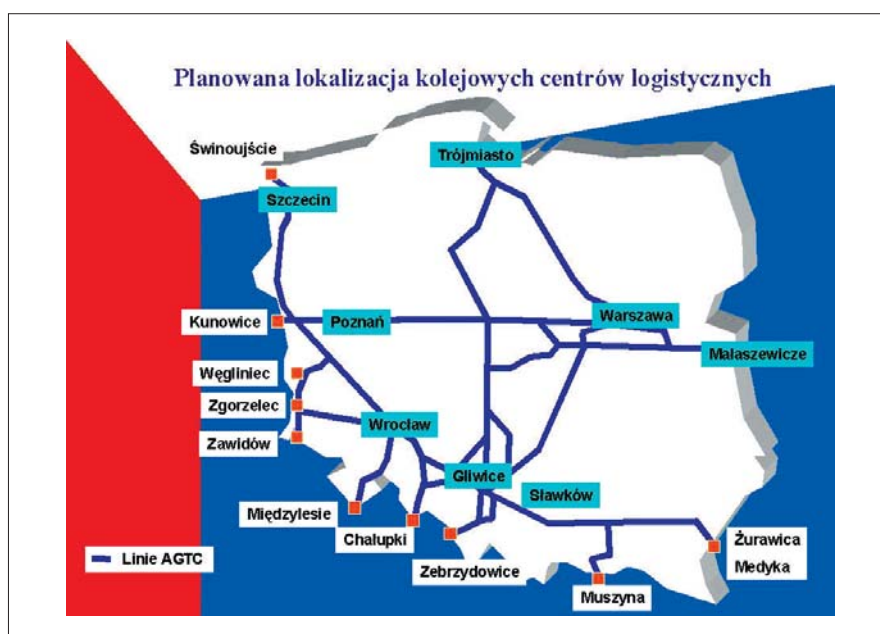 Planowana lokalizacja kolejowych centrów logistycznych
Świnoujście
Trójmiasto
Szczecin
Kunowice
Poznań
Warszawa
Małaszewicze
Węgliniec
Zgorzelec
Wrocław
Zawidów
Gliwice
Sławków
Międzylesie
Chałupki
Żurawica
Medyka
Linie AGTC
Zebrzydowice
Muszyna